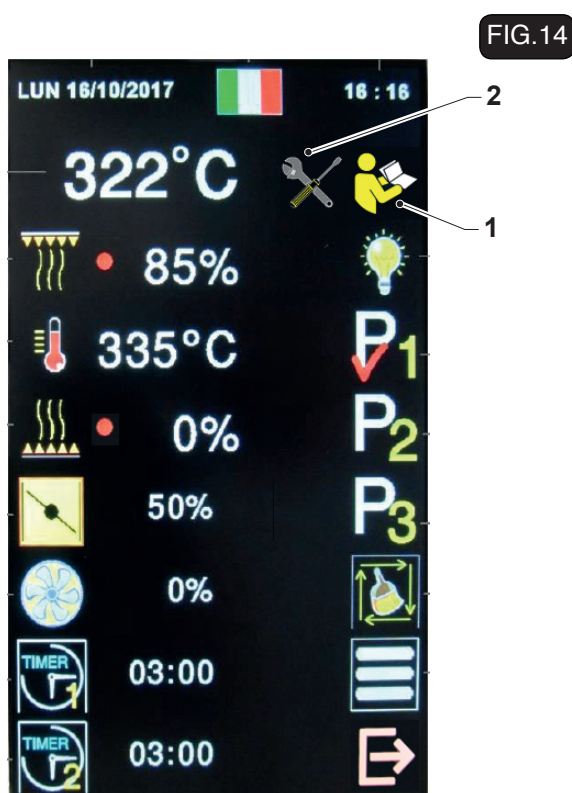 FIG.14
LUN 16/10/2017 16 : 16
2
322°C
1
85%
335°C P1
0% P2
50% P3
0%
TIMER 1 03:00
TIMER 2 03:00